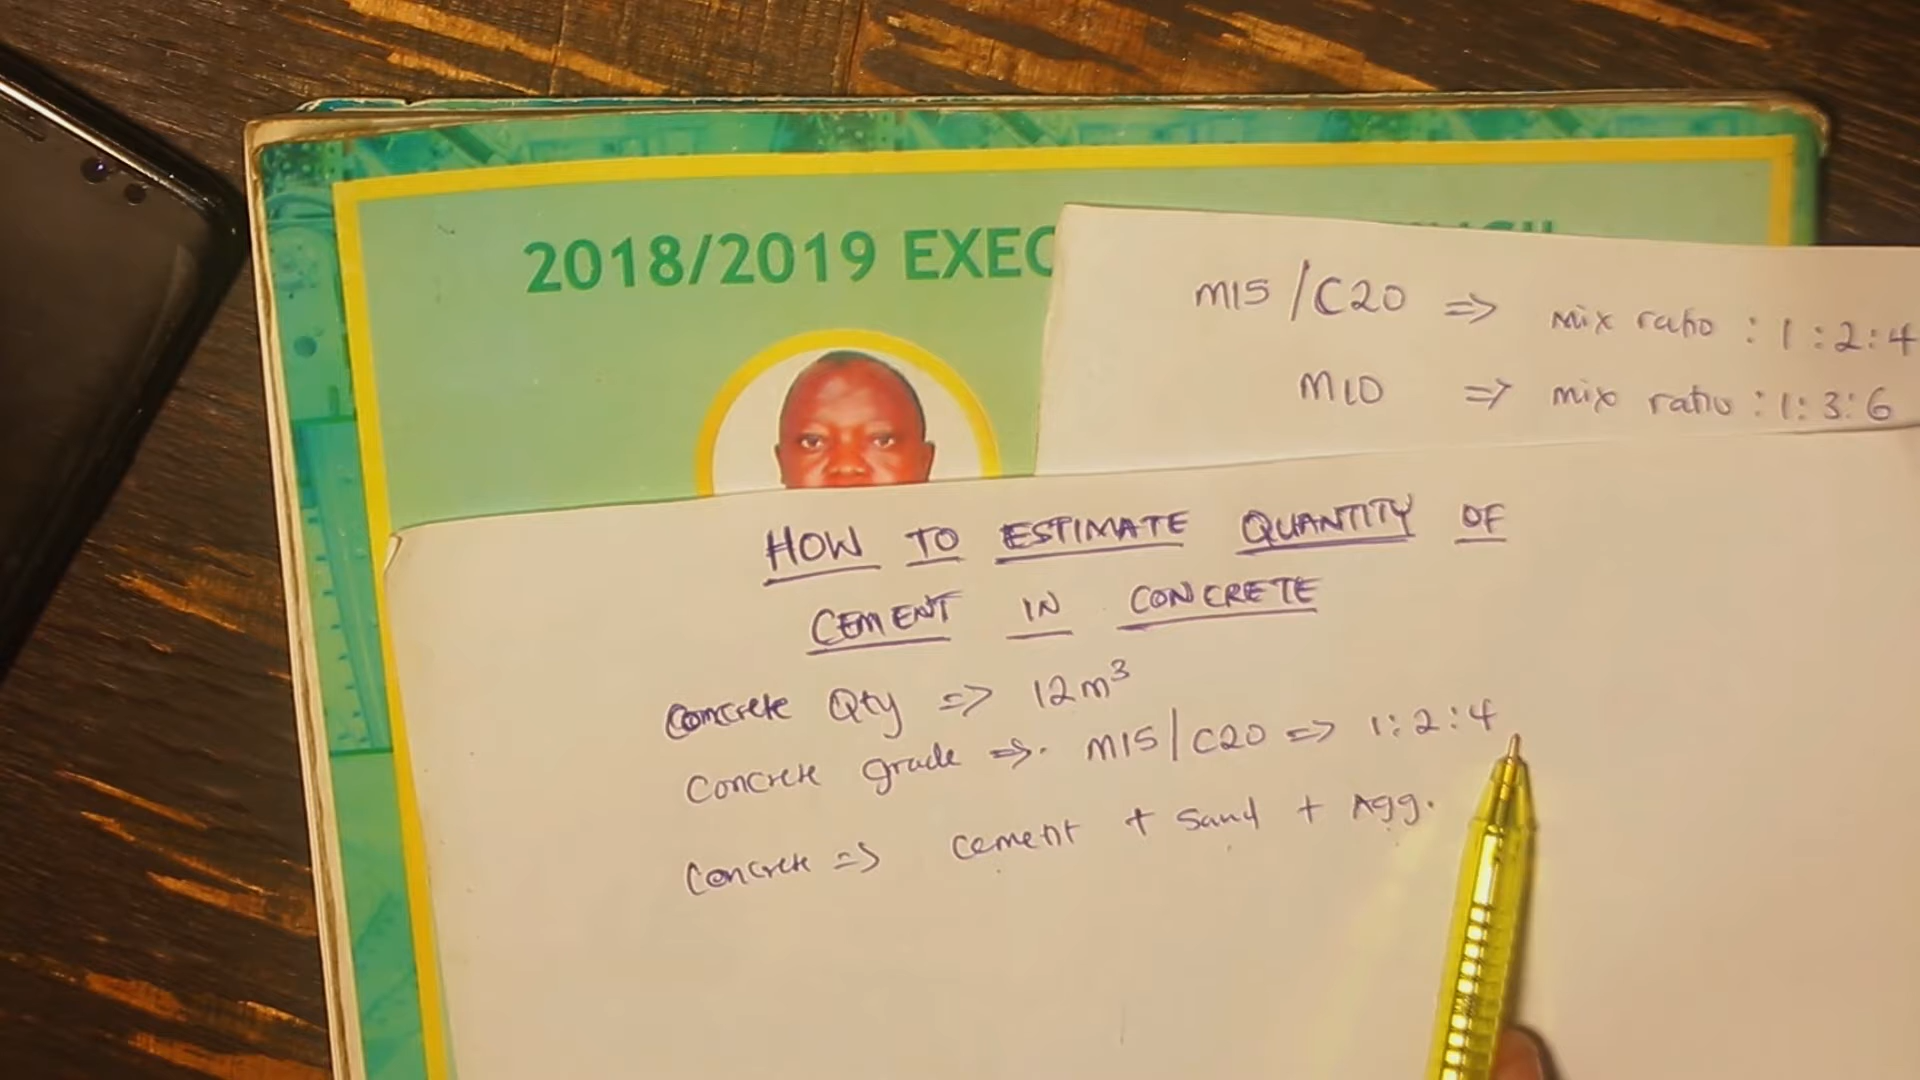 2018/2019 EXEC
M15 / C20 => mix ratio : 1 : 2 : 4
M10 => mix ratio : 1 : 3 : 6
HOW TO ESTIMATE QUANTITY OF
CEMENT IN CONCRETE
Concrete Qty => 12m³
Concrete grade =>. M15 / C20 => 1 : 2 : 4
Concrete => Cement + Sand + Agg.